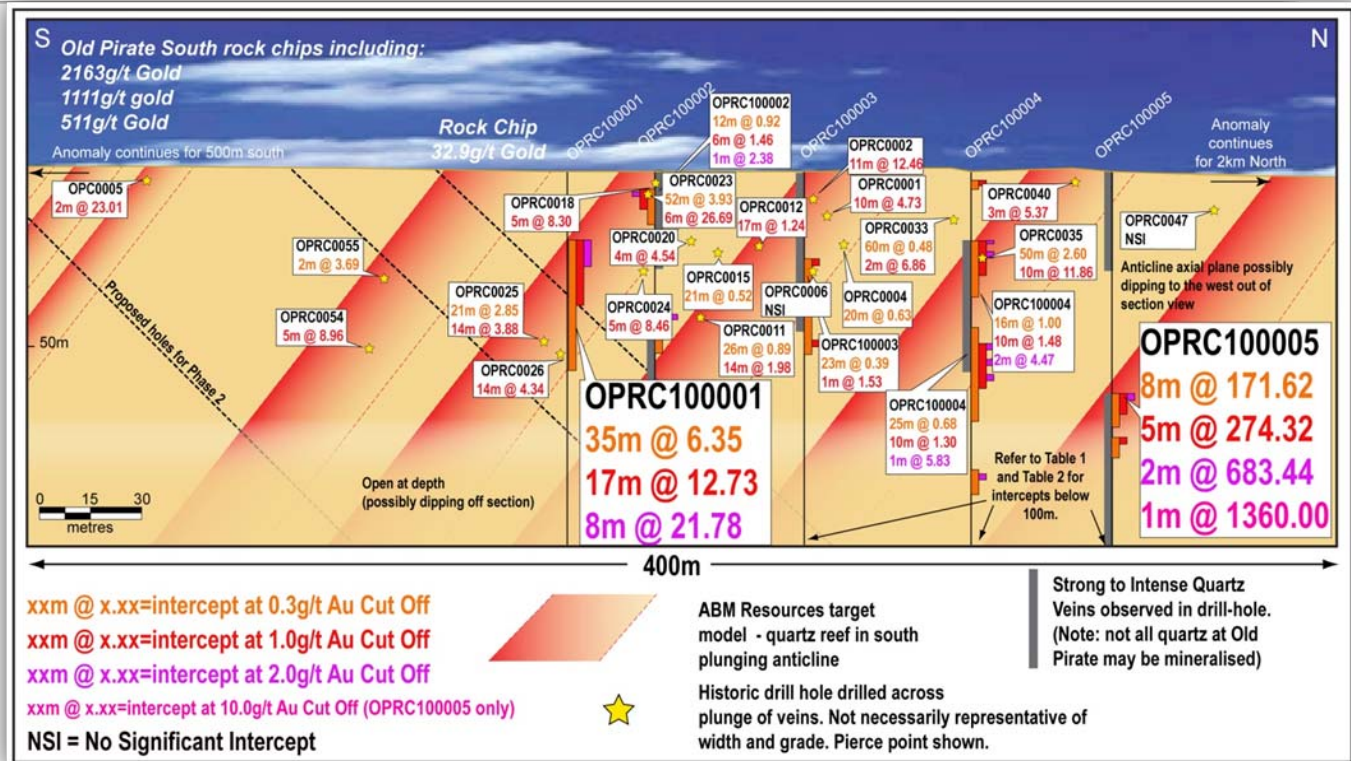 S
N
Old Pirate South rock chips including:
2163g/t Gold
1111g/t gold
511g/t Gold
Anomaly continues for 500m south
Rock Chip
32.9g/t Gold
OPRC100001
OPRC100002
OPRC100003
OPRC100004
OPRC100005
Anomaly
continues
for 2km North
OPC0005
2m @ 23.01
OPRC0055
2m @ 3.69
OPRC0054
5m @ 8.96
Proposed holes for Phase 2
50m
OPRC0025
21m @ 2.85
14m @ 3.88
OPRC0026
14m @ 4.34
OPRC0018
5m @ 8.30
OPRC100002
12m @ 0.92
6m @ 1.46
1m @ 2.38
OPRC0023
52m @ 3.93
6m @ 26.69
OPRC0020
4m @ 4.54
OPRC0024
5m @ 8.46
OPRC0012
17m @ 1.24
OPRC0015
21m @ 0.52
OPRC0011
26m @ 0.89
14m @ 1.98
OPRC0002
11m @ 12.46
OPRC0001
10m @ 4.73
OPRC0006
NSI
OPRC0004
20m @ 0.63
OPRC100003
23m @ 0.39
1m @ 1.53
OPRC0033
60m @ 0.48
2m @ 6.86
OPRC0040
3m @ 5.37
OPRC0035
50m @ 2.60
10m @ 11.86
OPRC100004
16m @ 1.00
10m @ 1.48
2m @ 4.47
OPRC100004
25m @ 0.68
10m @ 1.30
1m @ 5.83
OPRC0047
NSI
Anticline axial plane possibly
dipping to the west out of
section view
OPRC100001
35m @ 6.35
17m @ 12.73
8m @ 21.78
OPRC100005
8m @ 171.62
5m @ 274.32
2m @ 683.44
1m @ 1360.00
Refer to Table 1
and Table 2 for
intercepts below
100m.
Open at depth
(possibly dipping off section)
0 15 30
metres
400m
xxm @ x.xx=intercept at 0.3g/t Au Cut Off
xxm @ x.xx=intercept at 1.0g/t Au Cut Off
xxm @ x.xx=intercept at 2.0g/t Au Cut Off
xxm @ x.xx=intercept at 10.0g/t Au Cut Off (OPRC100005 only)
NSI = No Significant Intercept
ABM Resources target
model - quartz reef in south
plunging anticline
Historic drill hole drilled across
plunge of veins. Not necessarily representative of
width and grade. Pierce point shown.
Strong to Intense Quartz
Veins observed in drill-hole.
(Note: not all quartz at Old
Pirate may be mineralised)